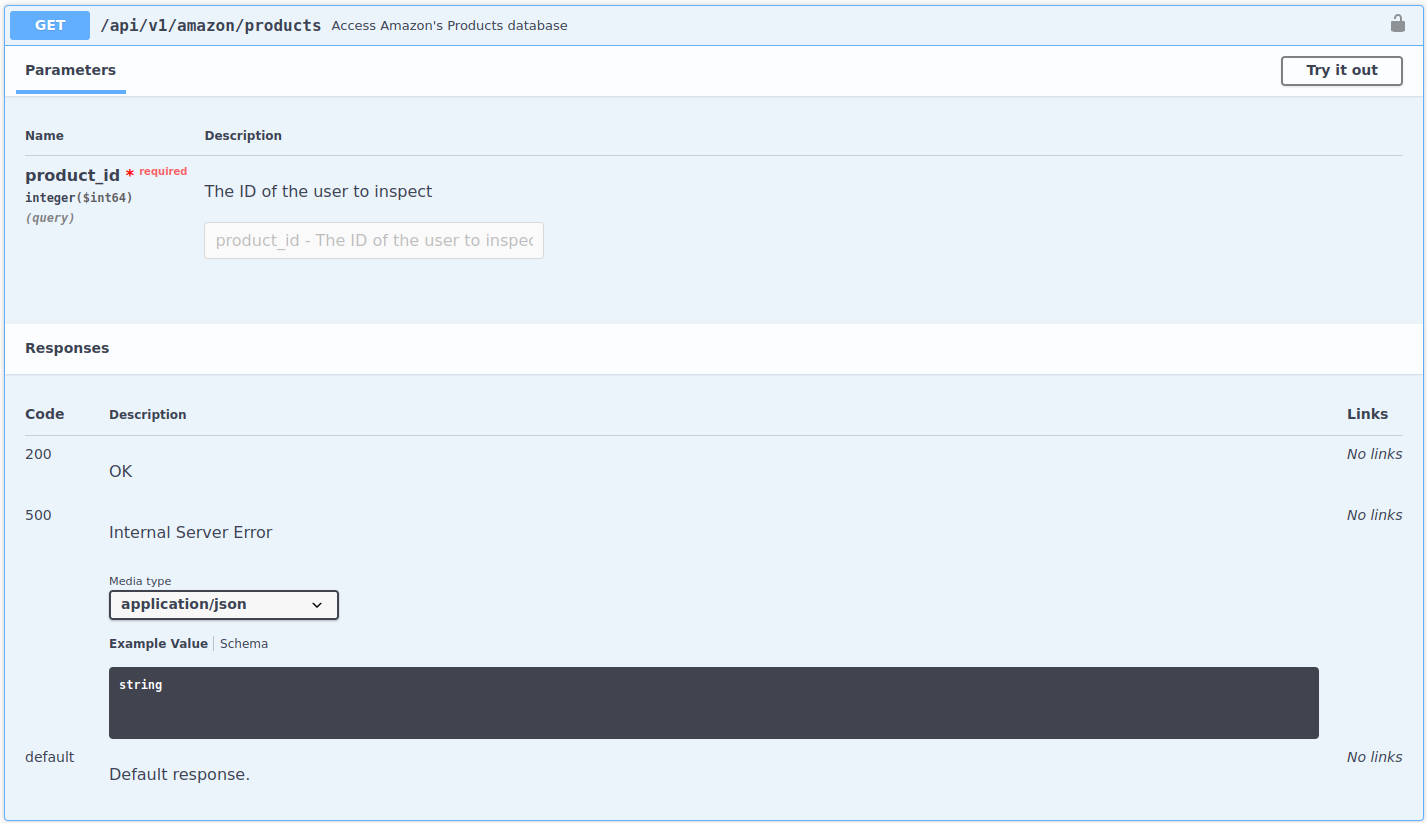 GET /api/v1/amazon/products Access Amazon's Products database
Parameters Try it out
Name Description
product_id * required
integer($int64)
(query)
The ID of the user to inspect
product_id - The ID of the user to inspec
Responses
Code Description Links
200 OK No links
500 Internal Server Error No links
Media type
application/json
Example Value Schema
string
default Default response. No links